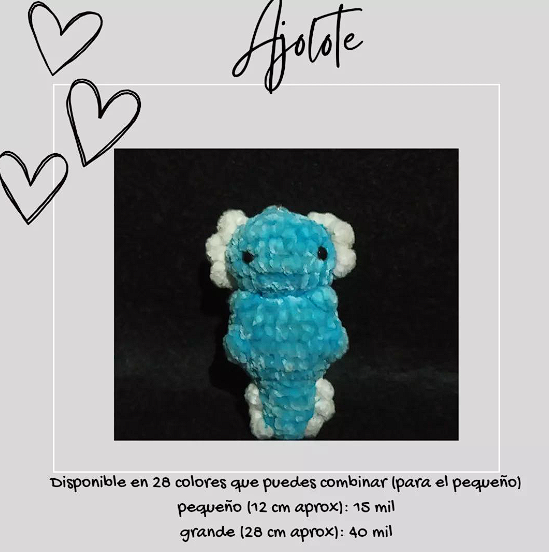 Ajolote
Disponible en 28 colores que puedes combinar (para el pequeño)
pequeño (12 cm aprox): 15 mil
grande (28 cm aprox): 40 mil